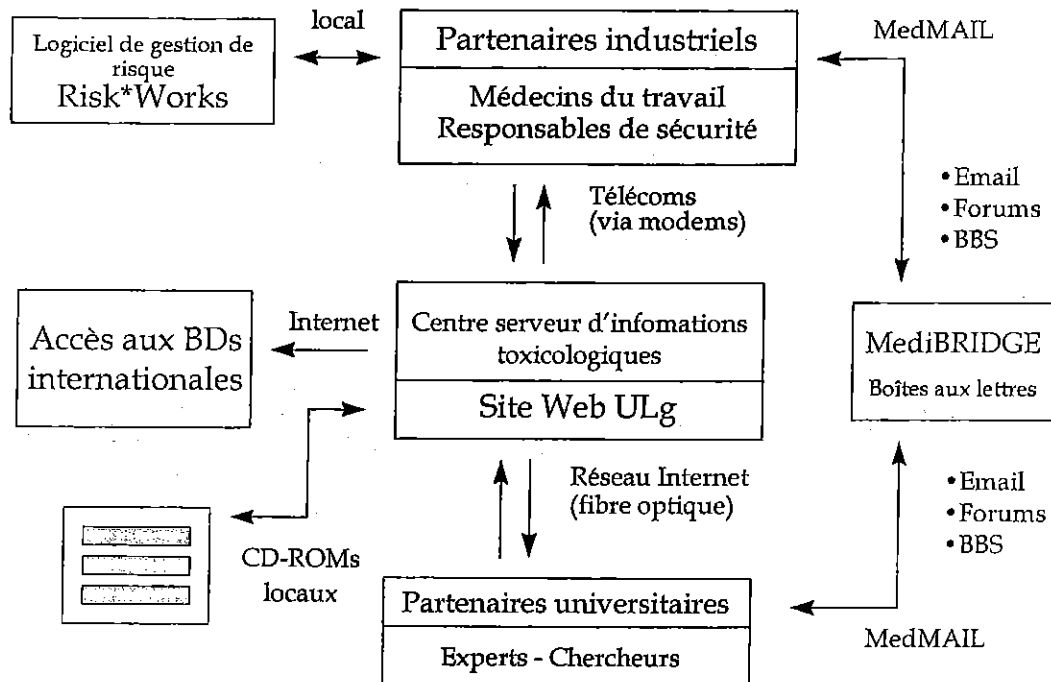 local
Logiciel de gestion de
risque
Risk*Works
Partenaires industriels
Médecins du travail
Responsables de sécurité
MedMAIL
• Email
• Forums
• BBS
Télécoms
(via modems)
Accès aux BDs
internationales
Internet
Centre serveur d'infomations
toxicologiques
Site Web ULg
MediBRIDGE
Boîtes aux lettres
Réseau Internet
(fibre optique)
• Email
• Forums
• BBS
CD-ROMs
locaux
Partenaires universitaires
Experts - Chercheurs
MedMAIL